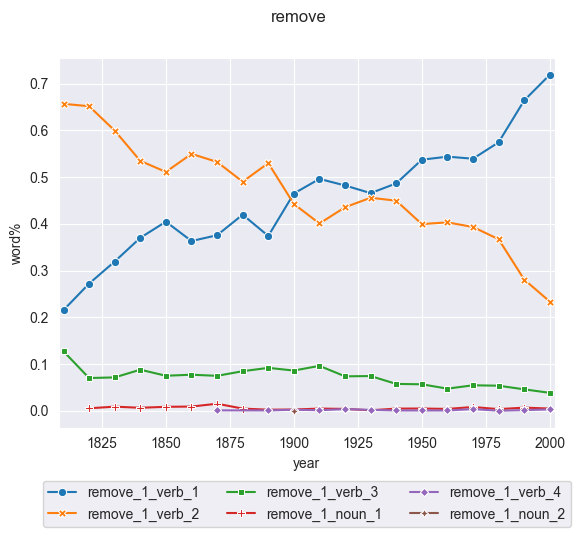 remove
0.7
0.6
0.5
0.4
0.3
0.2
0.1
0.0
word%
1825 1850 1875 1900 1925 1950 1975 2000
year
remove_1_verb_1 remove_1_verb_3 remove_1_verb_4
remove_1_verb_2 remove_1_noun_1 remove_1_noun_2